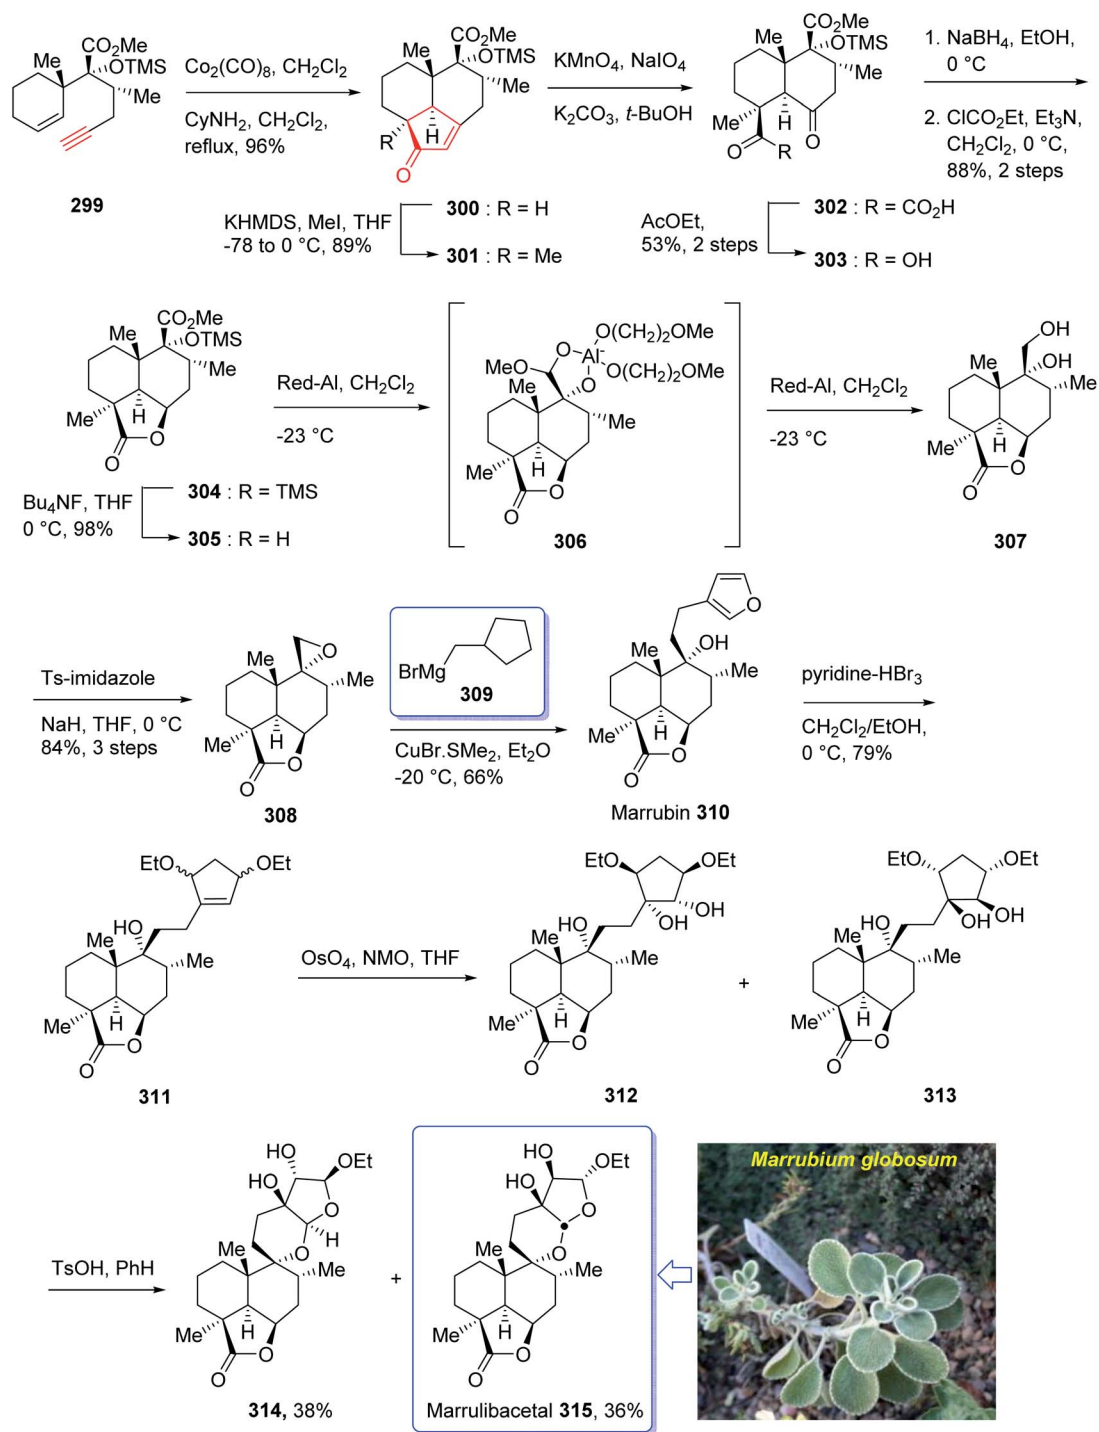 Me
CO₂Me
OTMS
Me
299
Co₂(CO)₈, CH₂Cl₂
CyNH₂, CH₂Cl₂,
reflux, 96%
Me
CO₂Me
OTMS
Me
H
R
O
300 : R = H
KHMDS, MeI, THF
-78 to 0 °C, 89%
301 : R = Me
KMnO₄, NaIO₄
K₂CO₃, t-BuOH
Me
CO₂Me
OTMS
Me
H
Me
O
R
O
302 : R = CO₂H
AcOEt,
53%, 2 steps
303 : R = OH
1. NaBH₄, EtOH,
0 °C
2. ClCO₂Et, Et₃N,
CH₂Cl₂, 0 °C,
88%, 2 steps
Me
CO₂Me
OTMS
Me
H
Me
O
O
Bu₄NF, THF
0 °C, 98%
304 : R = TMS
305 : R = H
Red-Al, CH₂Cl₂
-23 °C
O(CH₂)₂OMe
O
Al⁻
MeO
O(CH₂)₂OMe
O
Me
Me
H
Me
O
O
306
Red-Al, CH₂Cl₂
-23 °C
OH
Me
OH
Me
H
Me
O
O
307
Ts-imidazole
NaH, THF, 0 °C
84%, 3 steps
O
Me
Me
H
Me
O
O
308
BrMg
309
CuBr.SMe₂, Et₂O
-20 °C, 66%
O
OH
Me
Me
H
Me
O
O
Marrubin 310
pyridine-HBr₃
CH₂Cl₂/EtOH,
0 °C, 79%
EtO
OEt
HO
Me
Me
H
Me
O
O
311
OsO₄, NMO, THF
EtO
OEt
OH
OH
HO
Me
Me
H
Me
O
O
312
+
EtO
OEt
OH
OH
HO
Me
Me
H
Me
O
O
313
TsOH, PhH
HO
OEt
HO
O
H
O
Me
Me
H
Me
O
O
314, 38%
+
HO
OEt
HO
O
O
Me
Me
H
Me
O
O
Marrulibacetal 315, 36%
Marrubium globosum